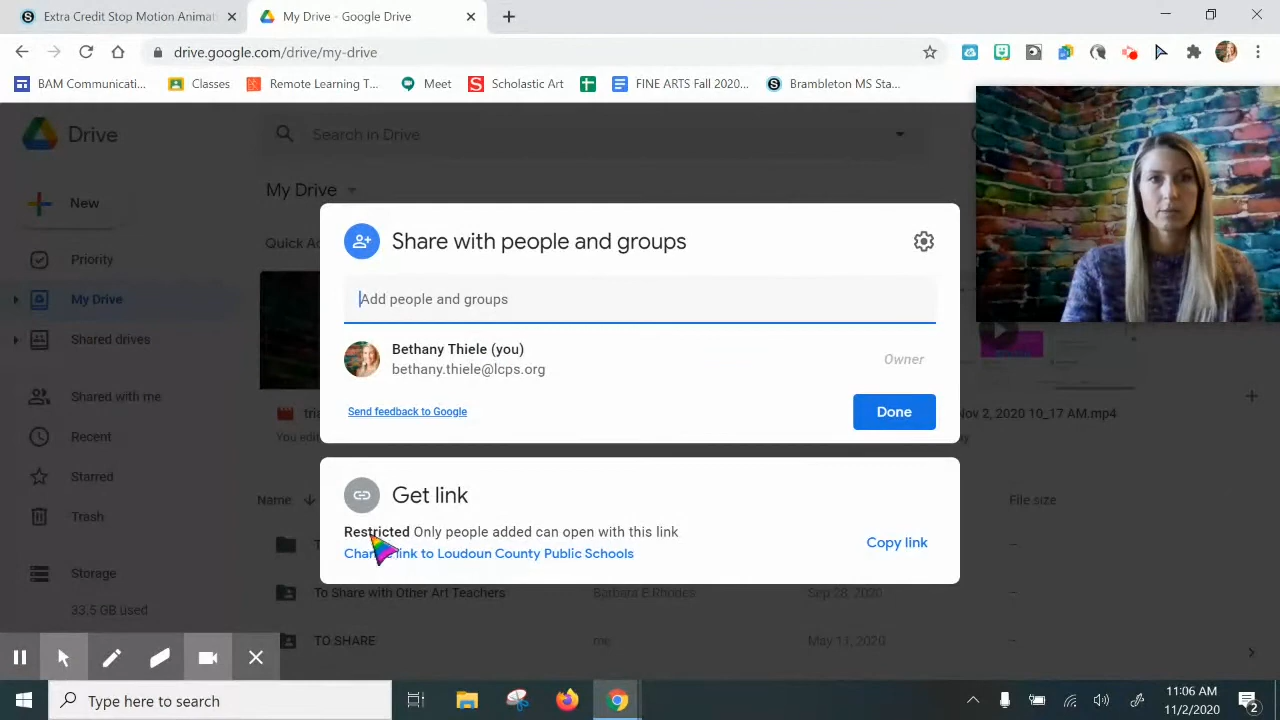 Extra Credit Stop Motion Animat
My Drive - Google Drive
drive.google.com/drive/my-drive
BAM Communicati...
Classes
Remote Learning T...
Meet
Scholastic Art
FINE ARTS Fall 2020...
Brambleton MS Sta...
Drive
Search in Drive
New
My Drive
Priority
My Drive
Shared drives
Shared with me
Recent
Starred
Trash
Storage
33.5 GB used
Share with people and groups
Add people and groups
Bethany Thiele (you)
bethany.thiele@lcps.org
Owner
Send feedback to Google
Done
Nov 2, 2020 10_17 AM.mp4
You edi
Name
File size
Get link
Restricted Only people added can open with this link
link to Loudoun County Public Schools
Copy link
To Share with Other Art Teachers
Barbara E Rhodes
Sep 28, 2020
TO SHARE
me
May 11, 2020
Type here to search
11:06 AM
11/2/2020
2